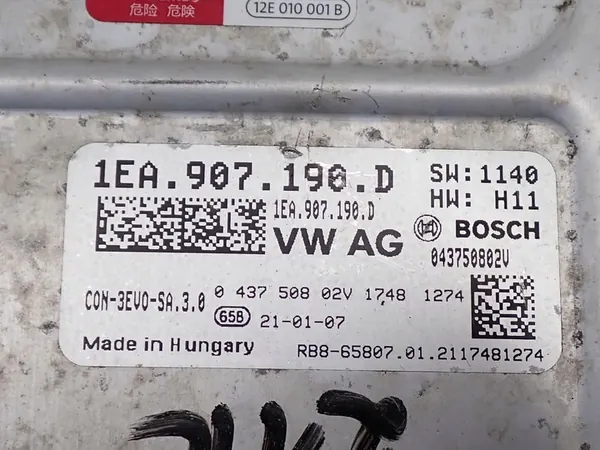 危险 危険
12E 010 001 B
1EA.907.190.D
SW:1140
1EA.907.190.D
HW: H11
VW AG
BOSCH
043750802V
CON-3EVO-SA.3.0
0 437 508 02V 1748 1274
65B
21-01-07
Made in Hungary
RB8-65807.01.2117481274